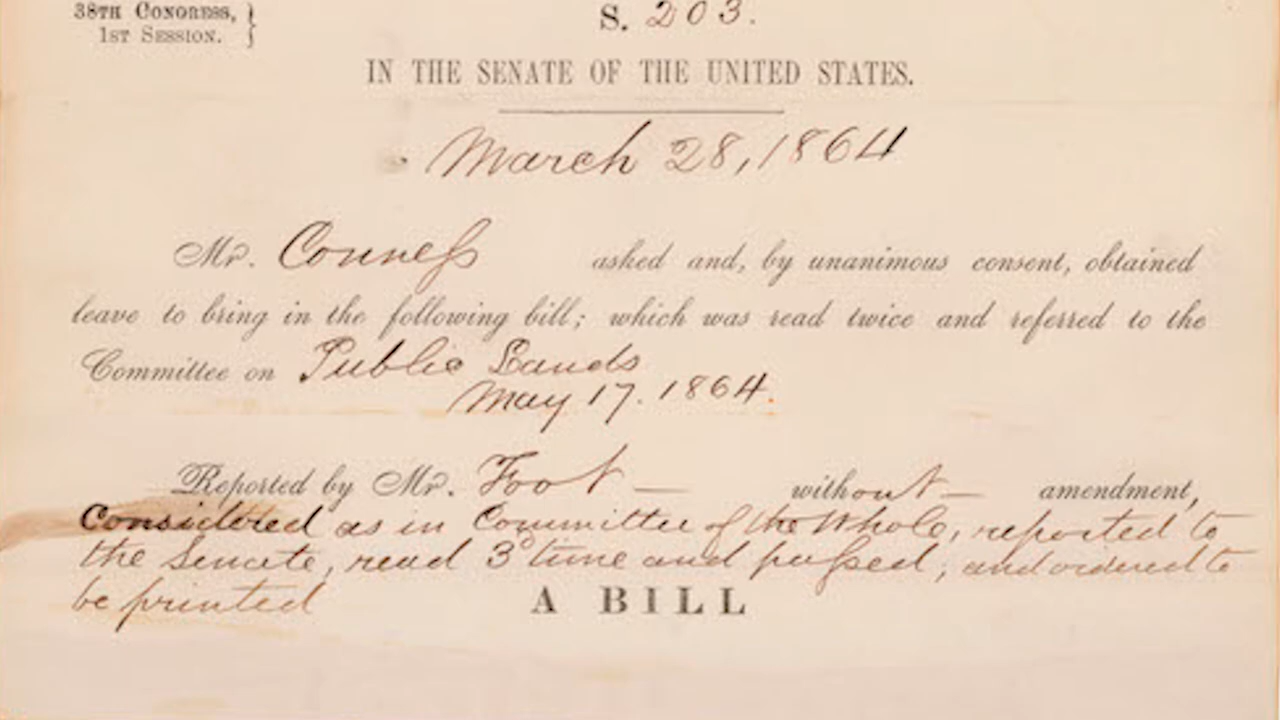 38TH CONGRESS, }
1ST SESSION.
S. 203.
IN THE SENATE OF THE UNITED STATES.
March 28, 1864
Mr. Conness asked and, by unanimous consent, obtained
leave to bring in the following bill; which was read twice and referred to the
Committee on Public Lands
May 17. 1864.
Reported by Mr. Foot — without — amendment,
Considered as in Committee of the Whole, reported to
the Senate, read 3d time and passed, and ordered to
be printed
A BILL